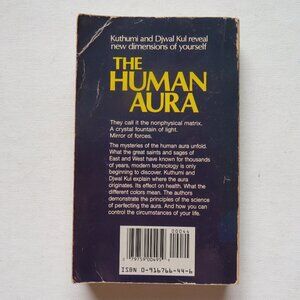 Kuthumi and Djwal Kul reveal
new dimensions of yourself
THE
HUMAN
AURA
They call it the nonphysical matrix.
A crystal fountain of light.
Mirror of forces.
The mysteries of the human aura unfold.
What the great saints and sages of
East and West have known for thousands
of years, modern technology is only
beginning to discover. Kuthumi and
Djwal Kul explain where the aura
originates. Its effect on health. What the
different colors mean. The authors
demonstrate the principles of the science
of perfecting the aura. And how you can
control the circumstances of your life.
00044
ISBN 0-916766-44-6